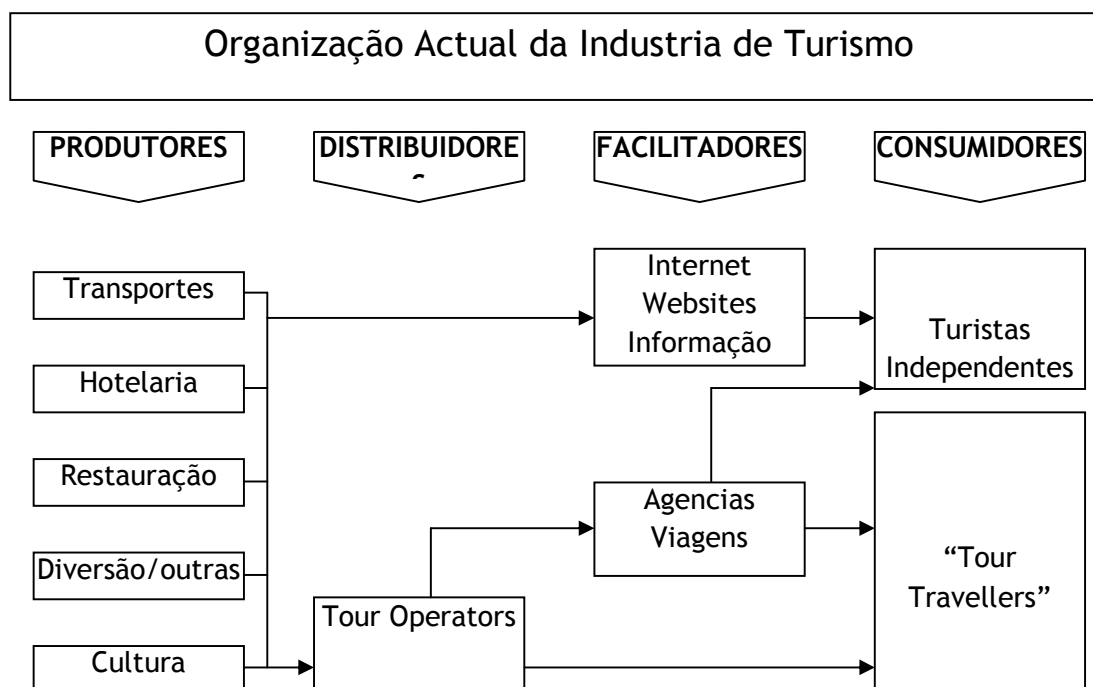 Organização Actual da Industria de Turismo
PRODUTORES
DISTRIBUIDORE
FACILITADORES
CONSUMIDORES
Transportes
Hotelaria
Restauração
Diversão/outras
Cultura
Tour Operators
Internet
Websites
Informação
Agencias
Viagens
Turistas
Independentes
“Tour
Travellers”